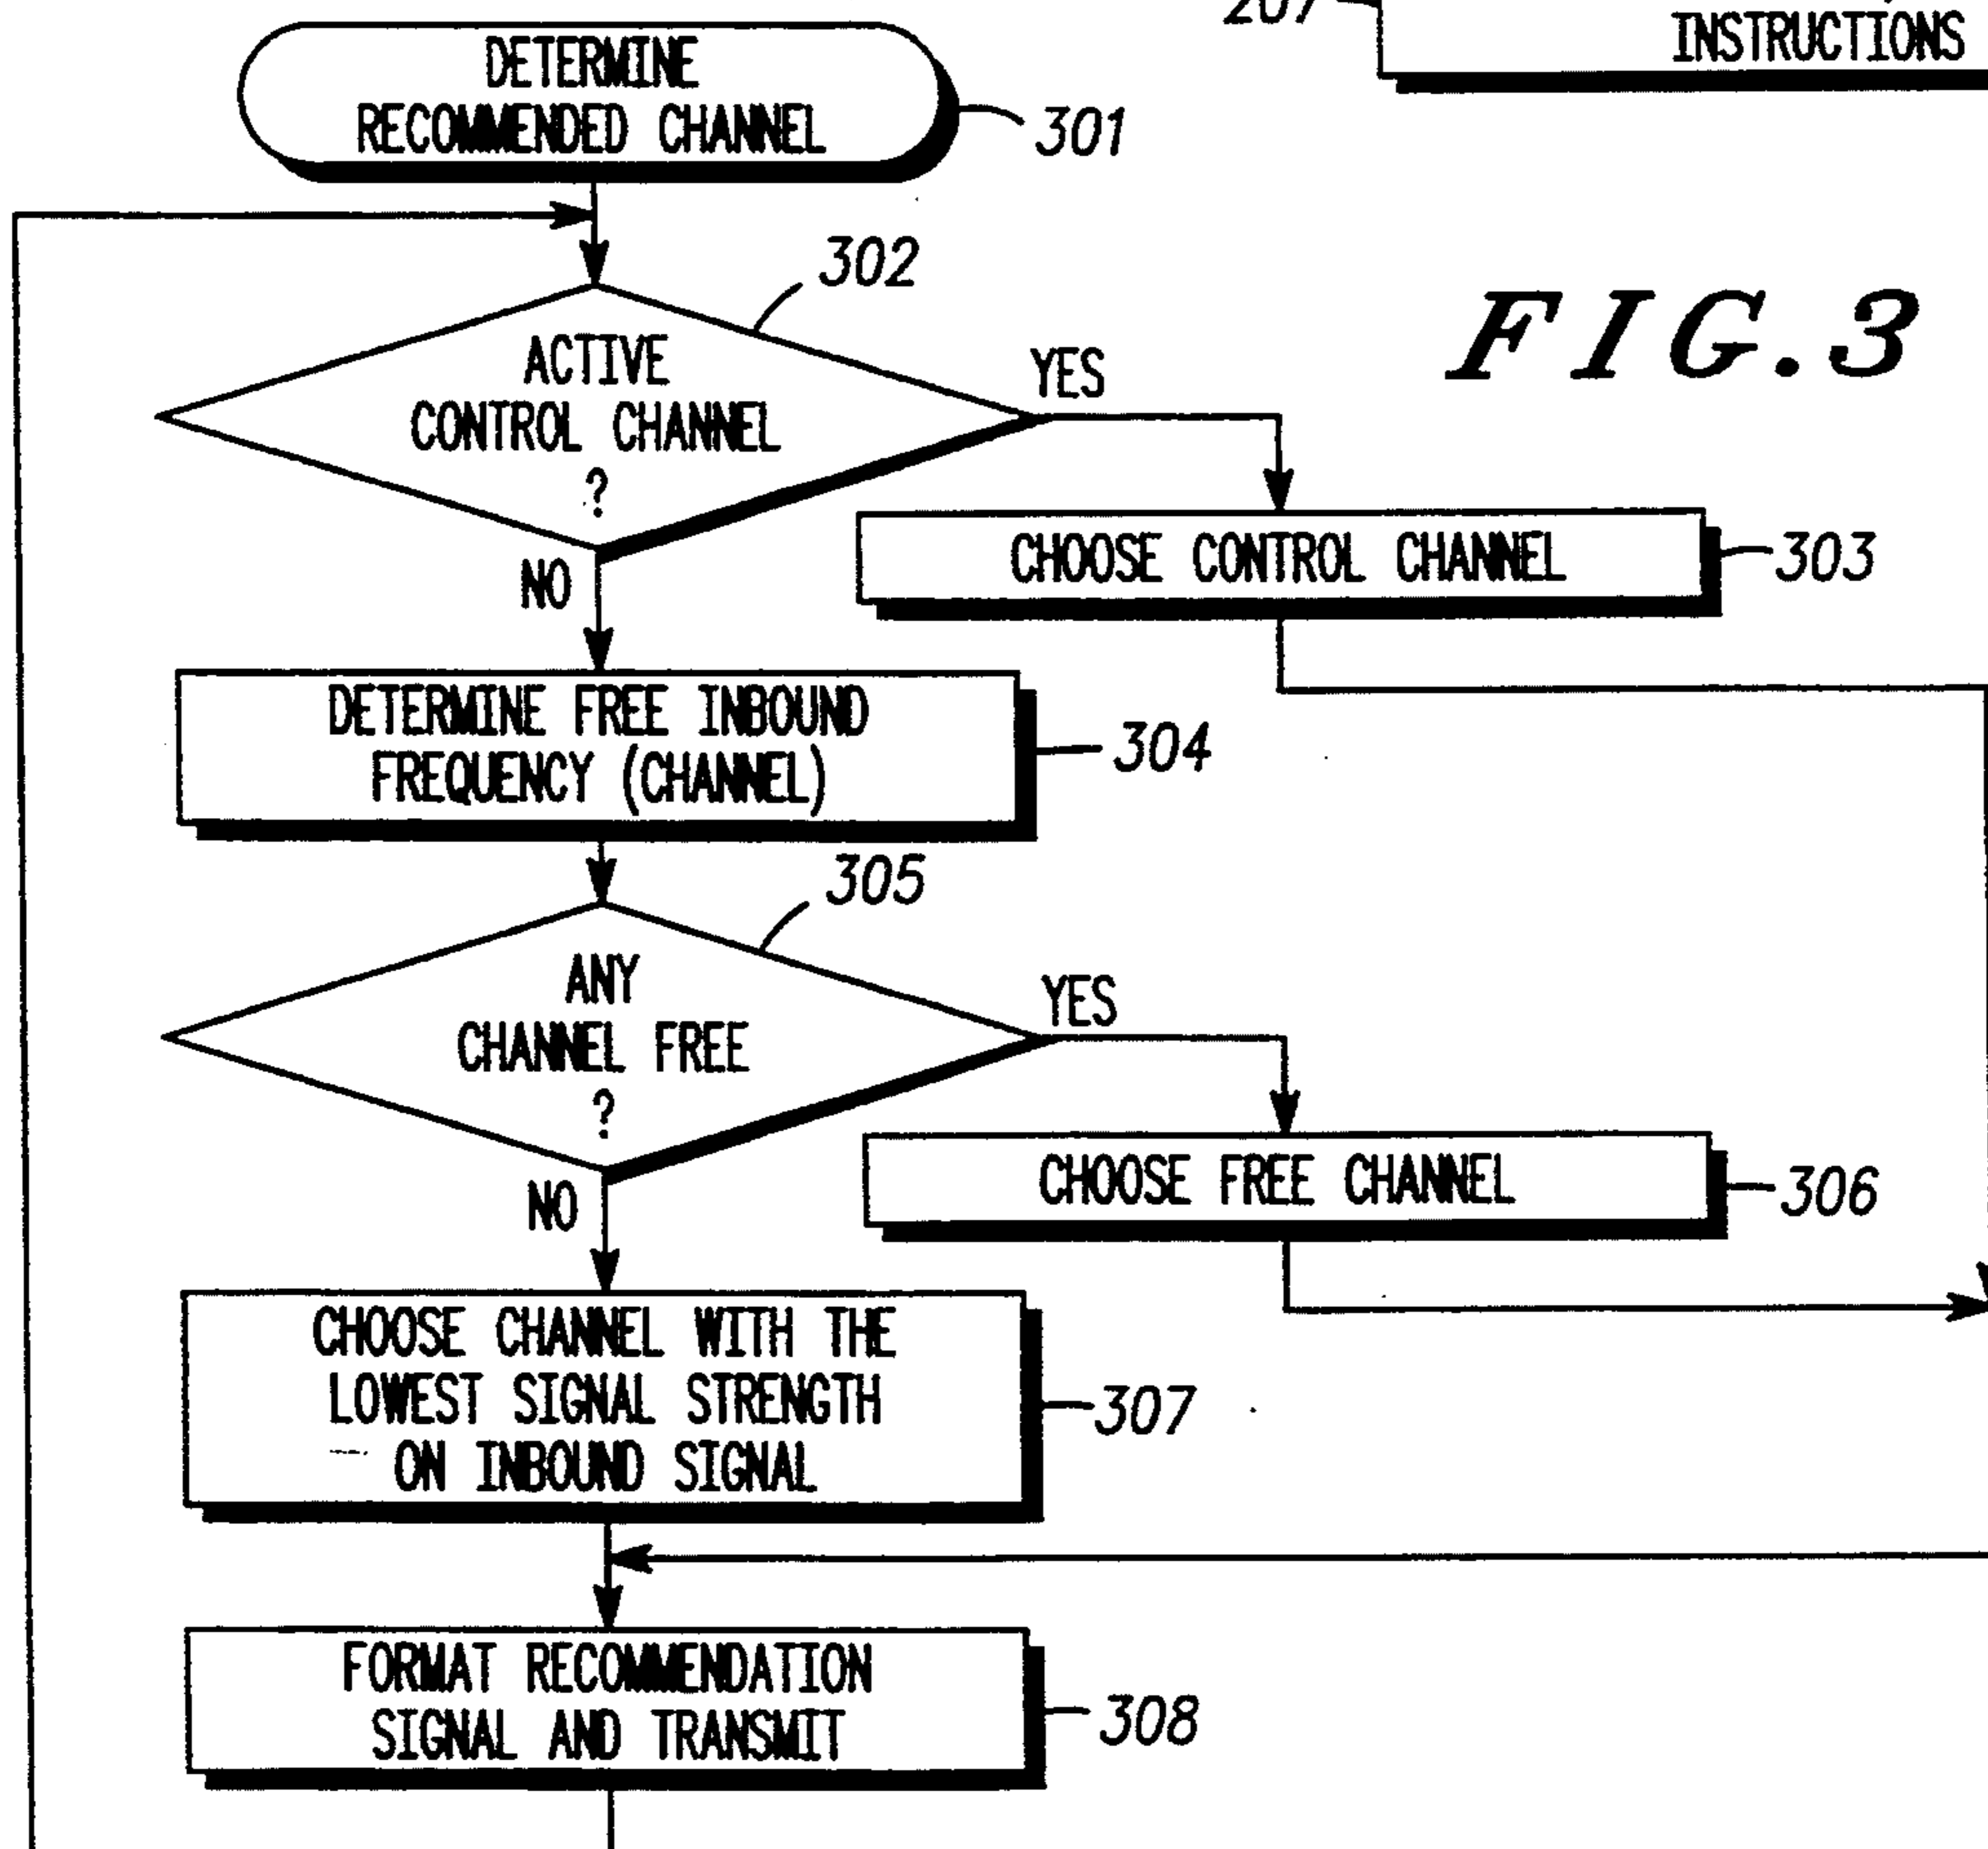 207
INSTRUCTIONS
DETERMINE
RECOMMENDED CHANNEL
301
302
FIG.3
ACTIVE
CONTROL CHANNEL
?
YES
NO
CHOOSE CONTROL CHANNEL
303
DETERMINE FREE INBOUND
FREQUENCY (CHANNEL)
304
305
ANY
CHANNEL FREE
?
YES
NO
CHOOSE FREE CHANNEL
306
CHOOSE CHANNEL WITH THE
LOWEST SIGNAL STRENGTH
ON INBOUND SIGNAL
307
FORMAT RECOMMENDATION
SIGNAL AND TRANSMIT
308